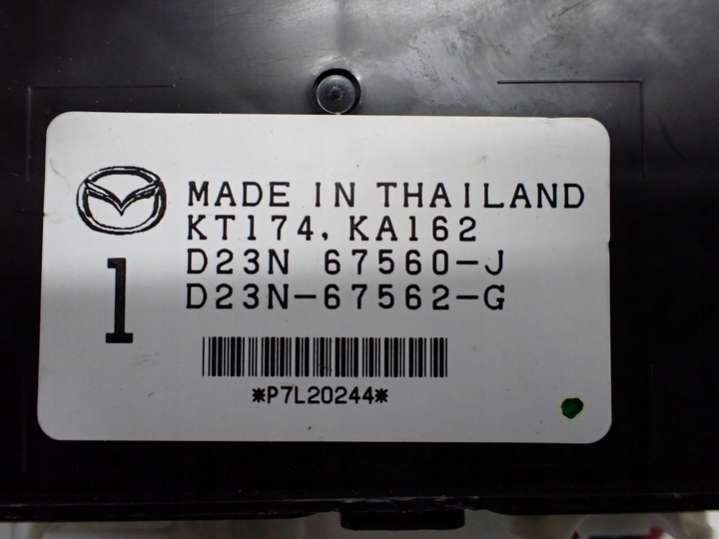 MADE IN THAILAND
KT174, KA162
D23N 67560-J
D23N-67562-G
1
*P7L20244*